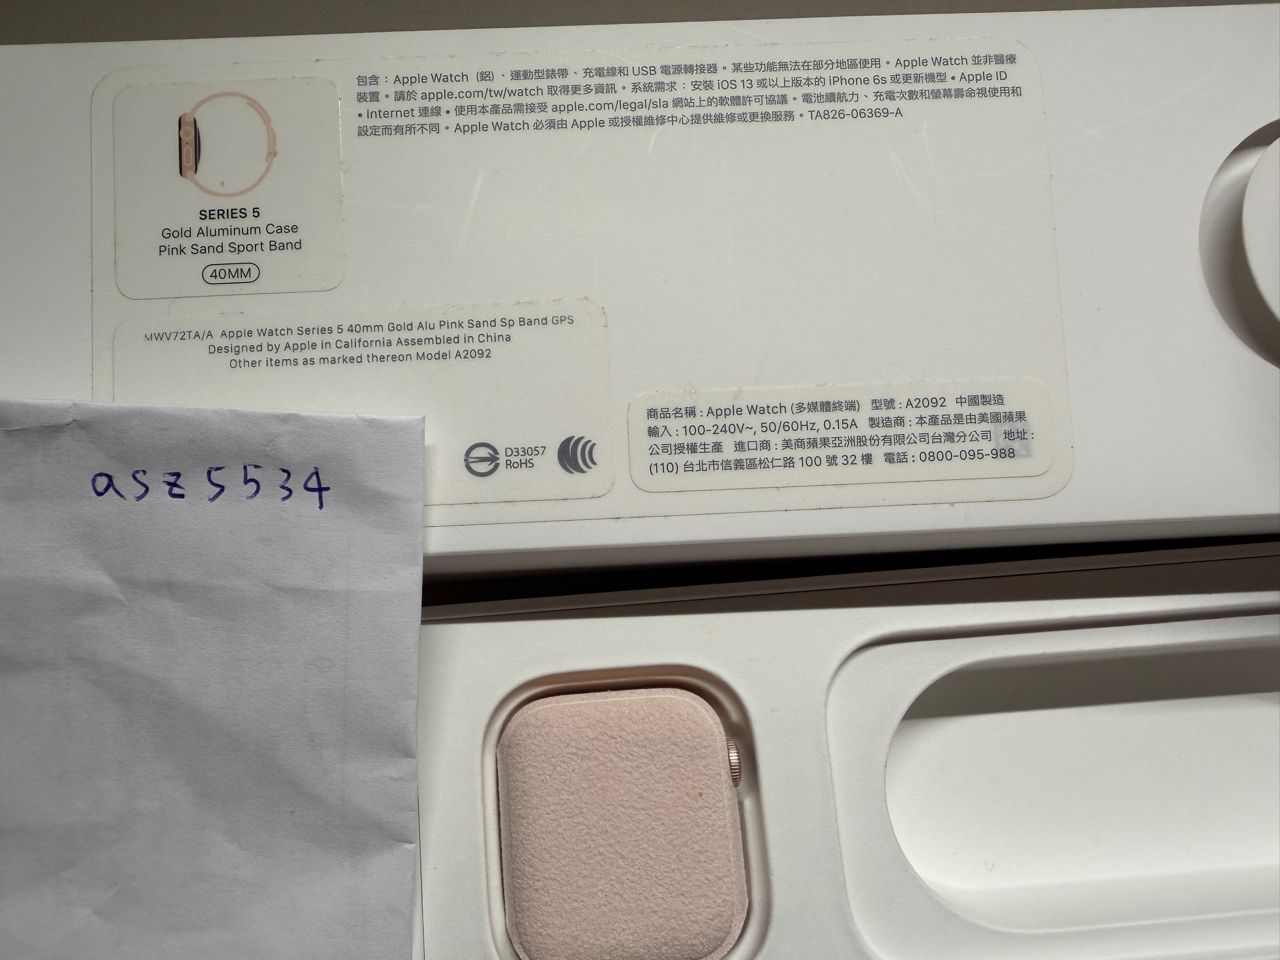 包含：Apple Watch（鋁）、運動型錶帶、充電線和 USB 電源轉接器。某些功能無法在部分地區使用。Apple Watch 並非醫療
裝置。請於 apple.com/tw/watch 取得更多資訊。系統需求：安裝 iOS 13 或以上版本的 iPhone 6s 或更新機型 • Apple ID
• Internet 連線 • 使用本產品需接受 apple.com/legal/sla 網站上的軟體許可協議。電池續航力、充電次數和螢幕壽命視使用和
設定而有所不同。Apple Watch 必須由 Apple 或授權維修中心提供維修或更換服務。TA826-06369-A
SERIES 5
Gold Aluminum Case
Pink Sand Sport Band
40MM
MWV72TA/A Apple Watch Series 5 40mm Gold Alu Pink Sand Sp Band GPS
Designed by Apple in California Assembled in China
Other items as marked thereon Model A2092
D33057
RoHS
商品名稱：Apple Watch (多媒體終端) 型號：A2092 中國製造
輸入：100-240V~, 50/60Hz, 0.15A 製造商：本產品是由美國蘋果
公司授權生產 進口商：美商蘋果亞洲股份有限公司台灣分公司 地址：
(110) 台北市信義區松仁路 100 號 32 樓 電話：0800-095-988
asz5534